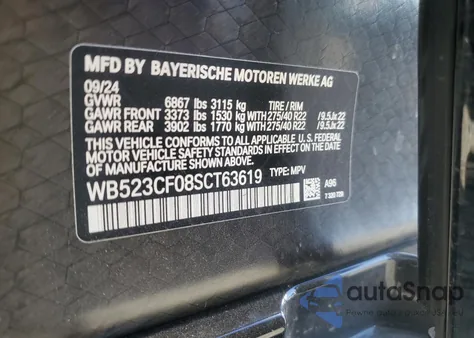 MFD BY BAYERISCHE MOTOREN WERKE AG
09/24
GVWR 6867 lbs 3115 kg TIRE / RIM
GAWR FRONT 3373 lbs 1530 kg WITH 275/40 R22 / 9.5Jx22
GAWR REAR 3902 lbs 1770 kg WITH 275/40 R22 / 9.5Jx22
THIS VEHICLE CONFORMS TO ALL APPLICABLE U. S. FEDERAL
MOTOR VEHICLE SAFETY STANDARDS IN EFFECT ON THE DATE OF
MANUFACTURE SHOWN ABOVE.
WB523CF08SCT63619 TYPE: MPV
A96
autoSnap